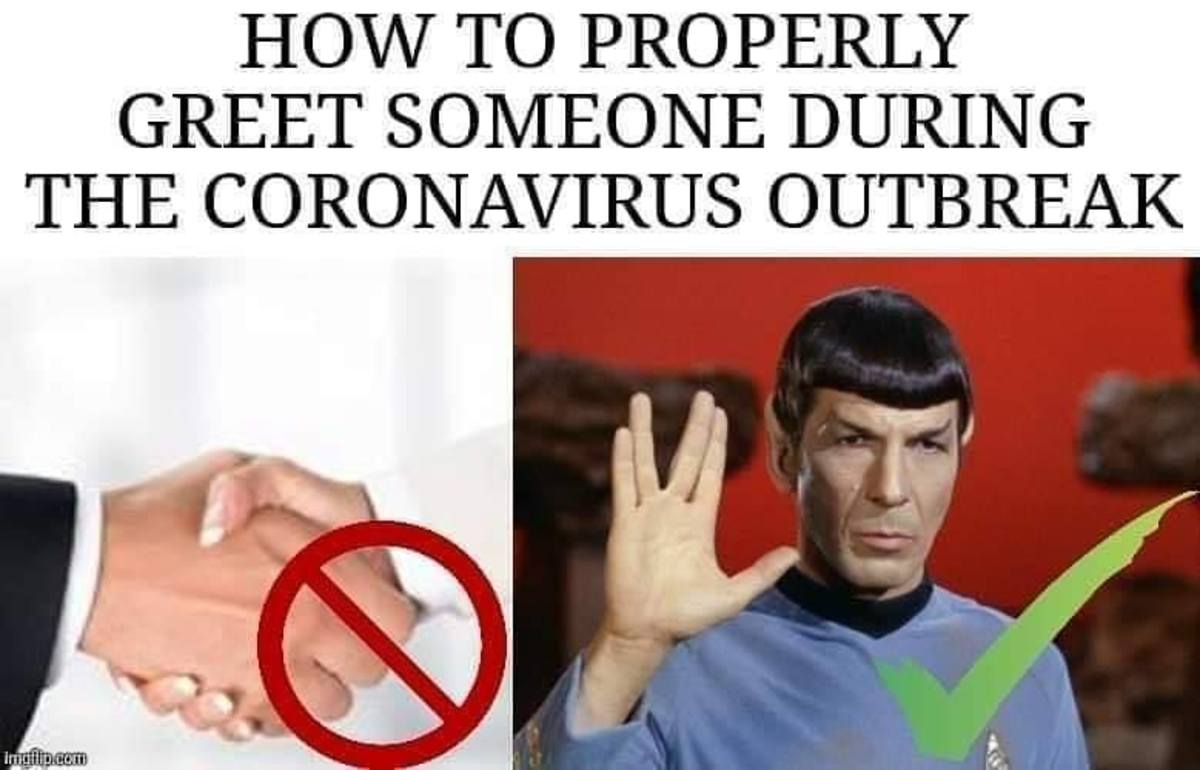 HOW TO PROPERLY
GREET SOMEONE DURING
THE CORONAVIRUS OUTBREAK
imgflip.com